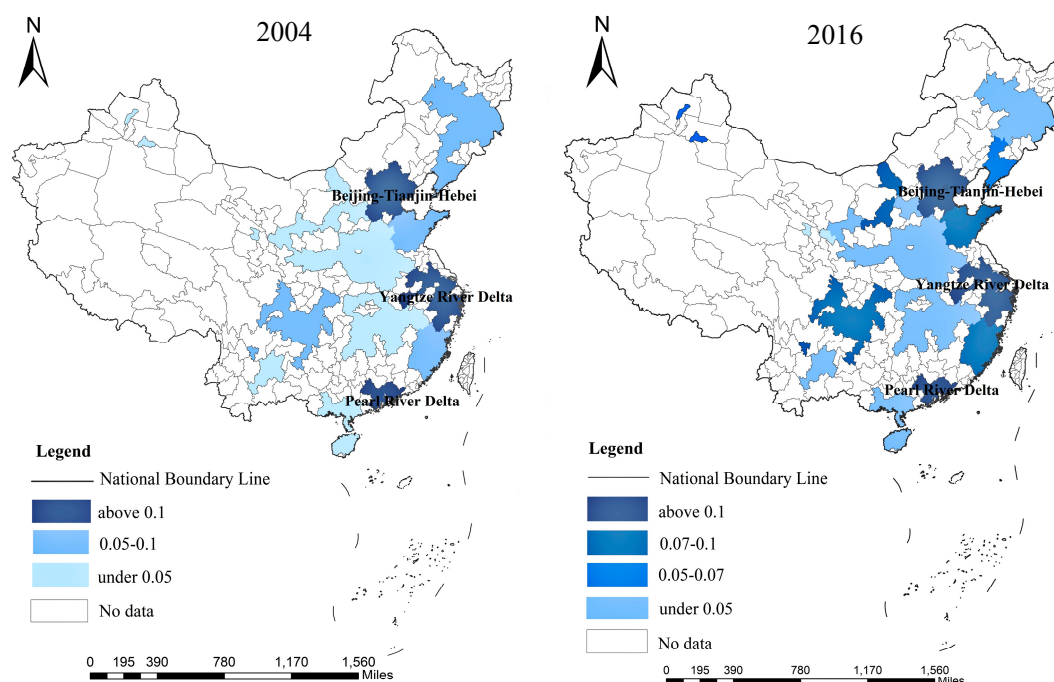 N
2004
Beijing-Tianjin-Hebei
Yangtze River Delta
Pearl River Delta
Legend
National Boundary Line
above 0.1
0.05-0.1
under 0.05
No data
0 195 390 780 1,170 1,560
Miles
N
2016
Beijing-Tianjin-Hebei
Yangtze River Delta
Pearl River Delta
Legend
National Boundary Line
above 0.1
0.07-0.1
0.05-0.07
under 0.05
No data
0 195 390 780 1,170 1,560
Miles